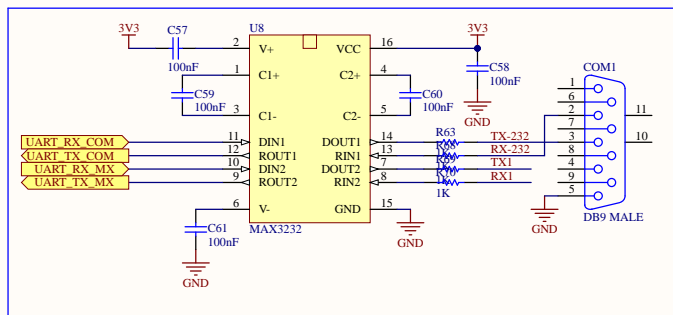 3V3
C57
100nF
U8
MAX3232
2
V+
1
C1+
3
C1-
11
DIN1
12
ROUT1
10
DIN2
9
ROUT2
6
V-
VCC
16
C2+
4
C2-
5
DOUT1
14
RIN1
13
DOUT2
7
RIN2
8
GND
15
C59
100nF
C61
100nF
GND
UART_RX_COM
UART_TX_COM
UART_RX_MX
UART_TX_MX
3V3
C58
100nF
GND
C60
100nF
R63
1K
TX-232
RX-232
TX1
RX1
GND
COM1
1
6
2
7
3
8
4
9
5
11
10
GND
DB9 MALE